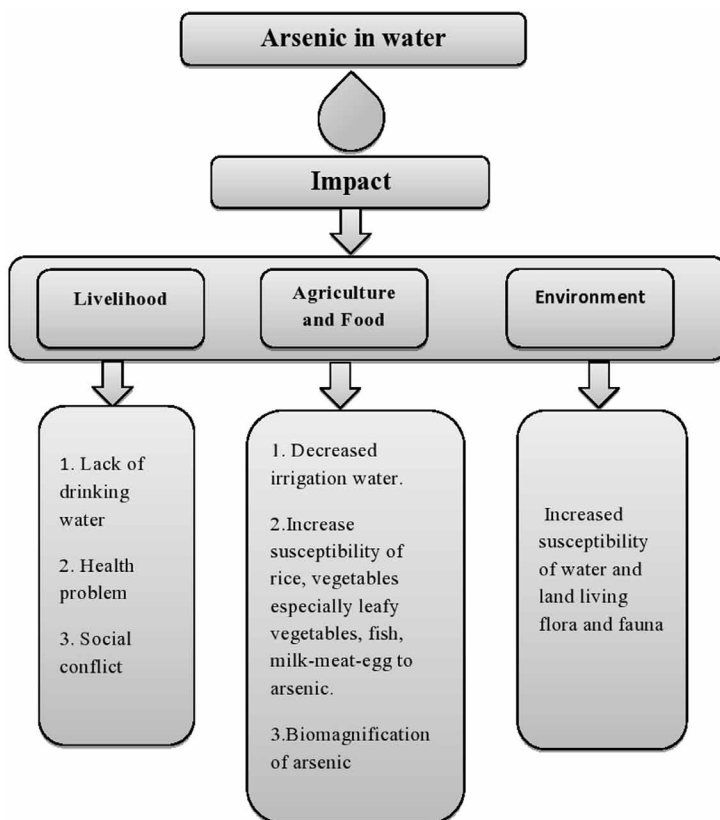 Arsenic in water
Impact
Livelihood
Agriculture
and Food
Environment
1. Lack of
drinking
water
2. Health
problem
3. Social
conflict
1. Decreased
irrigation water.
2.Increase
susceptibility of
rice, vegetables
especially leafy
vegetables, fish,
milk-meat-egg to
arsenic.
3.Biomagnification
of arsenic
Increased
susceptibility
of water and
land living
flora and fauna